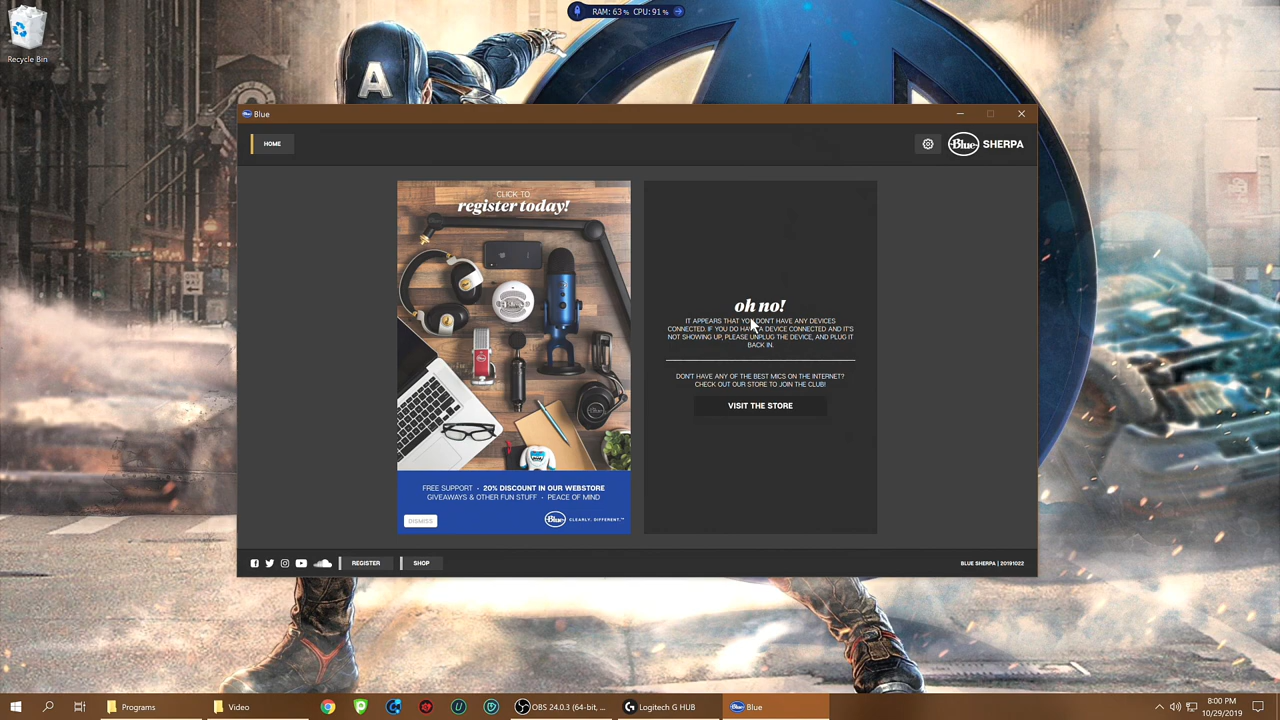 RAM: 63 % CPU: 91 %
Recycle Bin
A
Blue
HOME
Blue SHERPA
CLICK TO
register today!
oh no!
IT APPEARS THAT YOU DON'T HAVE ANY DEVICES
CONNECTED. IF YOU DO HAVE A DEVICE CONNECTED AND IT'S
NOT SHOWING UP, PLEASE UNPLUG THE DEVICE, AND PLUG IT
BACK IN.
DON'T HAVE ANY OF THE BEST MICS ON THE INTERNET?
CHECK OUT OUR STORE TO JOIN THE CLUB!
VISIT THE STORE
FREE SUPPORT - 20% DISCOUNT IN OUR WEBSTORE
GIVEAWAYS & OTHER FUN STUFF - PEACE OF MIND
DISMISS
Blue CLEARLY. DIFFERENT.™
REGISTER
SHOP
BLUE SHERPA | 20191022
Programs
Video
OBS 24.0.3 (64-bit, ...
Logitech G HUB
Blue
8:00 PM
10/29/2019